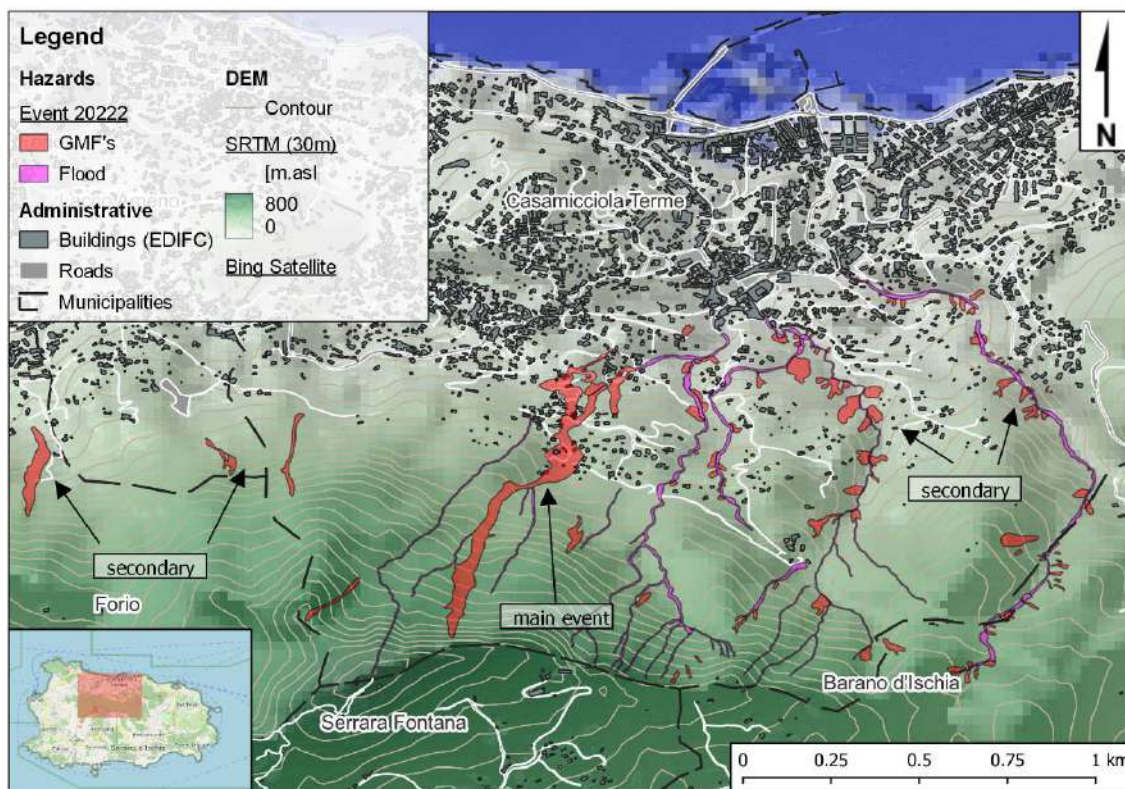 Legend
Hazards
Event 20222
GMF's
Flood
Administrative
Buildings (EDIFC)
Roads
Municipalities
DEM
Contour
SRTM (30m)
[m.asl
800
0
Bing Satellite
N
Casamicciola Terme
secondary
secondary
Forio
main event
Barano d'Ischia
Serrara Fontana
0 0.25 0.5 0.75 1 km